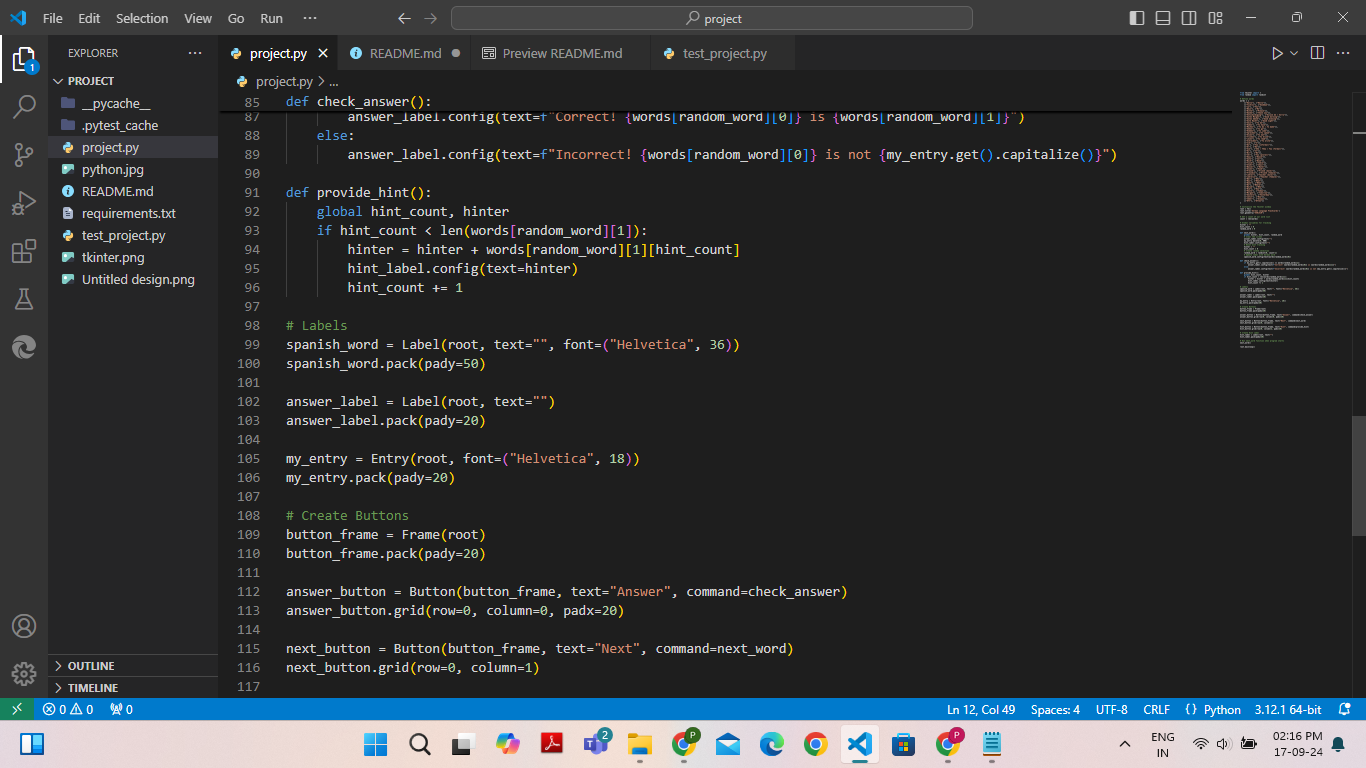 File Edit Selection View Go Run ··· project
EXPLORER ···
PROJECT
__pycache__
.pytest_cache
project.py
python.jpg
README.md
requirements.txt
test_project.py
tkinter.png
Untitled design.png
OUTLINE
TIMELINE
1
project.py README.md Preview README.md test_project.py
project.py > ...
85 def check_answer():
87 answer_label.config(text=f"Correct! {words[random_word][0]} is {words[random_word][1]}")
88 else:
89 answer_label.config(text=f"Incorrect! {words[random_word][0]} is not {my_entry.get().capitalize()}")
90
91 def provide_hint():
92 global hint_count, hinter
93 if hint_count < len(words[random_word][1]):
94 hinter = hinter + words[random_word][1][hint_count]
95 hint_label.config(text=hinter)
96 hint_count += 1
97
98 # Labels
99 spanish_word = Label(root, text="", font=("Helvetica", 36))
100 spanish_word.pack(pady=50)
101
102 answer_label = Label(root, text="")
103 answer_label.pack(pady=20)
104
105 my_entry = Entry(root, font=("Helvetica", 18))
106 my_entry.pack(pady=20)
107
108 # Create Buttons
109 button_frame = Frame(root)
110 button_frame.pack(pady=20)
111
112 answer_button = Button(button_frame, text="Answer", command=check_answer)
113 answer_button.grid(row=0, column=0, padx=20)
114
115 next_button = Button(button_frame, text="Next", command=next_word)
116 next_button.grid(row=0, column=1)
117
0 0 0 Ln 12, Col 49 Spaces: 4 UTF-8 CRLF {} Python 3.12.1 64-bit
2 P P ENG 02:16 PM
IN 17-09-24